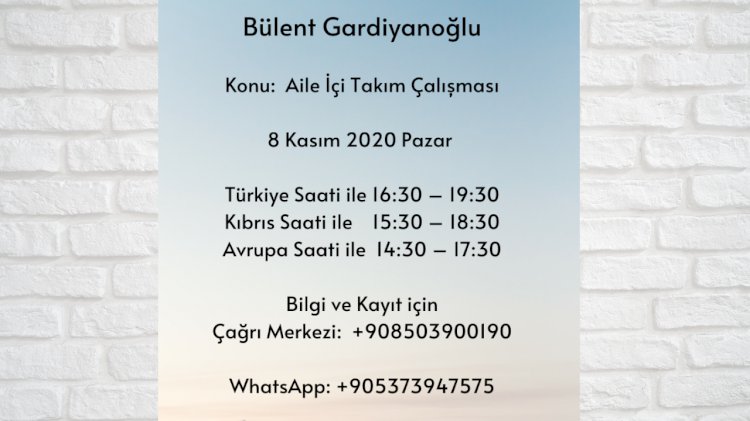 Bülent Gardiyanoğlu
Konu: Aile İçi Takım Çalışması
8 Kasım 2020 Pazar
Türkiye Saati ile 16:30 – 19:30
Kıbrıs Saati ile 15:30 – 18:30
Avrupa Saati ile 14:30 – 17:30
Bilgi ve Kayıt için
Çağrı Merkezi: +908503900190
WhatsApp: +905373947575